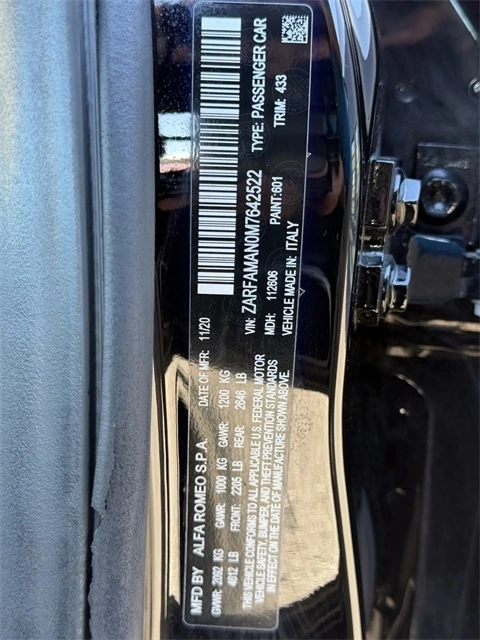 MFD BY ALFA ROMEO S.P.A. DATE OF MFR: 11/20
GVWR: 2092 KG GAWR: 1000 KG GAWR: 1200 KG
4612 LB FRONT: 2205 LB REAR: 2646 LB
THIS VEHICLE CONFORMS TO ALL APPLICABLE U.S. FEDERAL MOTOR
VEHICLE SAFETY, BUMPER, AND THEFT PREVENTION STANDARDS
IN EFFECT ON THE DATE OF MANUFACTURE SHOWN ABOVE.
VIN: ZARFAMAN0M7642522 TYPE: PASSENGER CAR
MDH: 112606 PAINT:601 TRIM: 433
VEHICLE MADE IN: ITALY